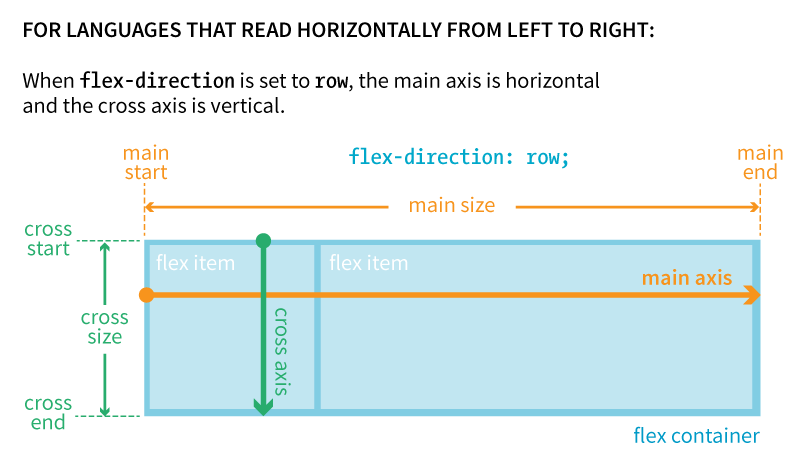 FOR LANGUAGES THAT READ HORIZONTALLY FROM LEFT TO RIGHT:
When flex-direction is set to row, the main axis is horizontal
and the cross axis is vertical.
main
start
flex-direction: row;
main
end
main size
cross
start
flex item
flex item
main axis
cross
size
cross axis
cross
end
flex container